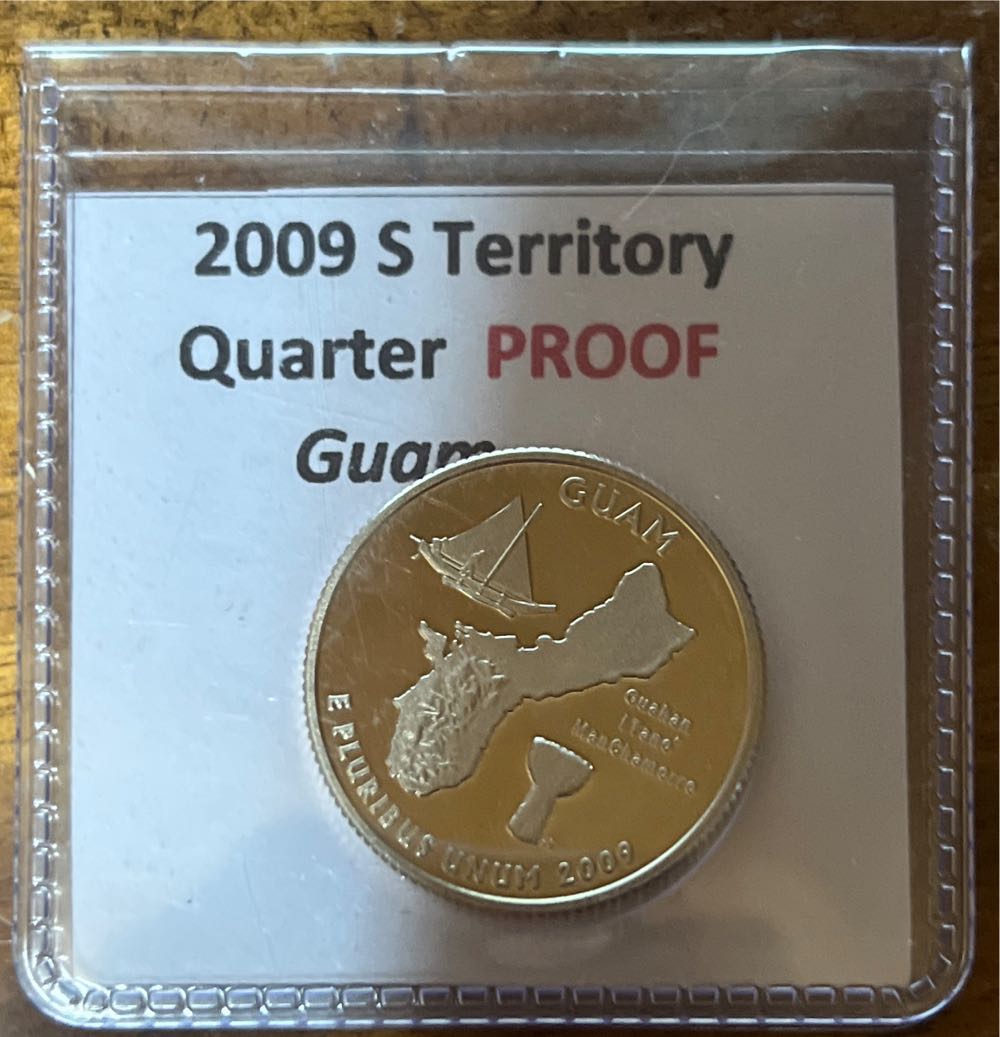 2009 S Territory
Quarter PROOF
Guam
GUAM
Guahan
I Tano'
ManChamorro
E PLURIBUS UNUM 2009